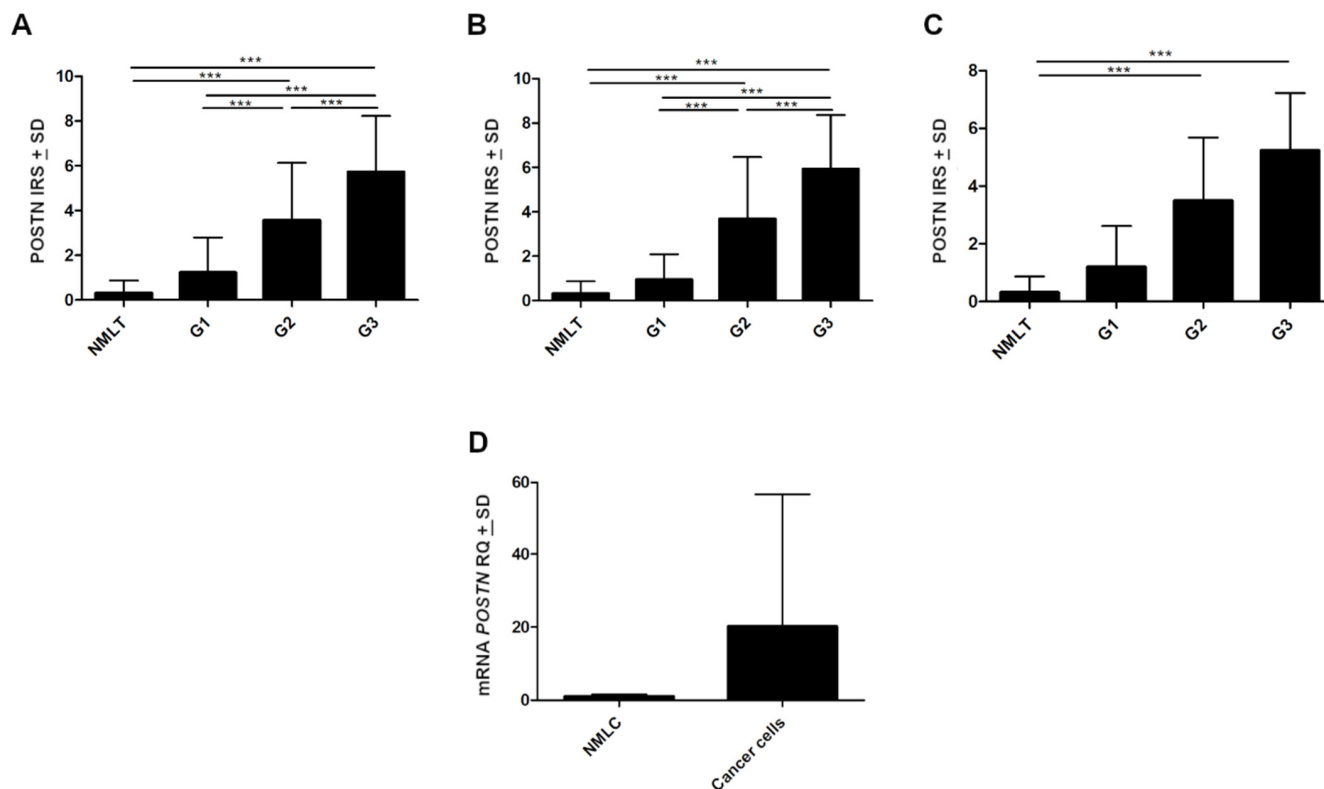 A
***
***
***
***
***
POSTN IRS ± SD
10
8
6
4
2
0
NMLT
G1
G2
G3
B
***
***
***
***
***
POSTN IRS ± SD
10
8
6
4
2
0
NMLT
G1
G2
G3
C
***
***
POSTN IRS ± SD
8
6
4
2
0
NMLT
G1
G2
G3
D
mRNA POSTN RQ ± SD
60
40
20
0
NMLC
Cancer cells